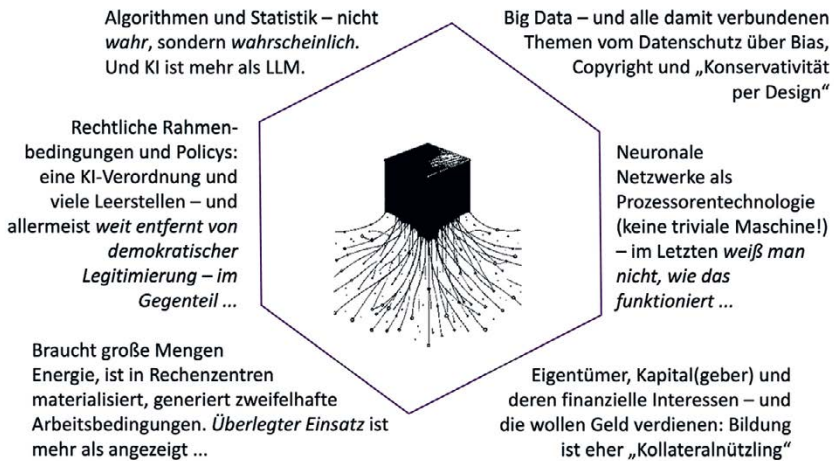 Algorithmen und Statistik – nicht
wahr, sondern wahrscheinlich.
Und KI ist mehr als LLM.
Big Data – und alle damit verbundenen
Themen vom Datenschutz über Bias,
Copyright und „Konservativität
per Design“
Rechtliche Rahmen-
bedingungen und Policys:
eine KI-Verordnung und
viele Leerstellen – und
allermeist weit entfernt von
demokratischer
Legitimierung – im
Gegenteil ...
Neuronale
Netzwerke als
Prozessorentechnologie
(keine triviale Maschine!)
– im Letzten weiß man
nicht, wie das
funktioniert ...
Braucht große Mengen
Energie, ist in Rechenzentren
materialisiert, generiert zweifelhafte
Arbeitsbedingungen. Überlegter Einsatz ist
mehr als angezeigt ...
Eigentümer, Kapital(geber) und
deren finanzielle Interessen – und
die wollen Geld verdienen: Bildung
ist eher „Kollateralnützling“